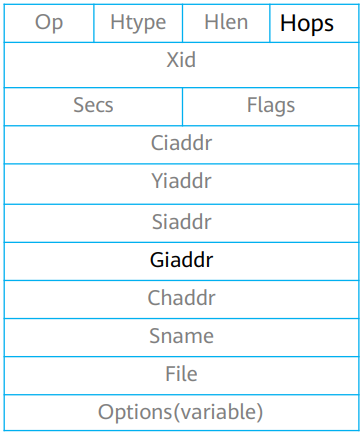 Op Htype Hlen Hops
Xid
Secs Flags
Ciaddr
Yiaddr
Siaddr
Giaddr
Chaddr
Sname
File
Options(variable)